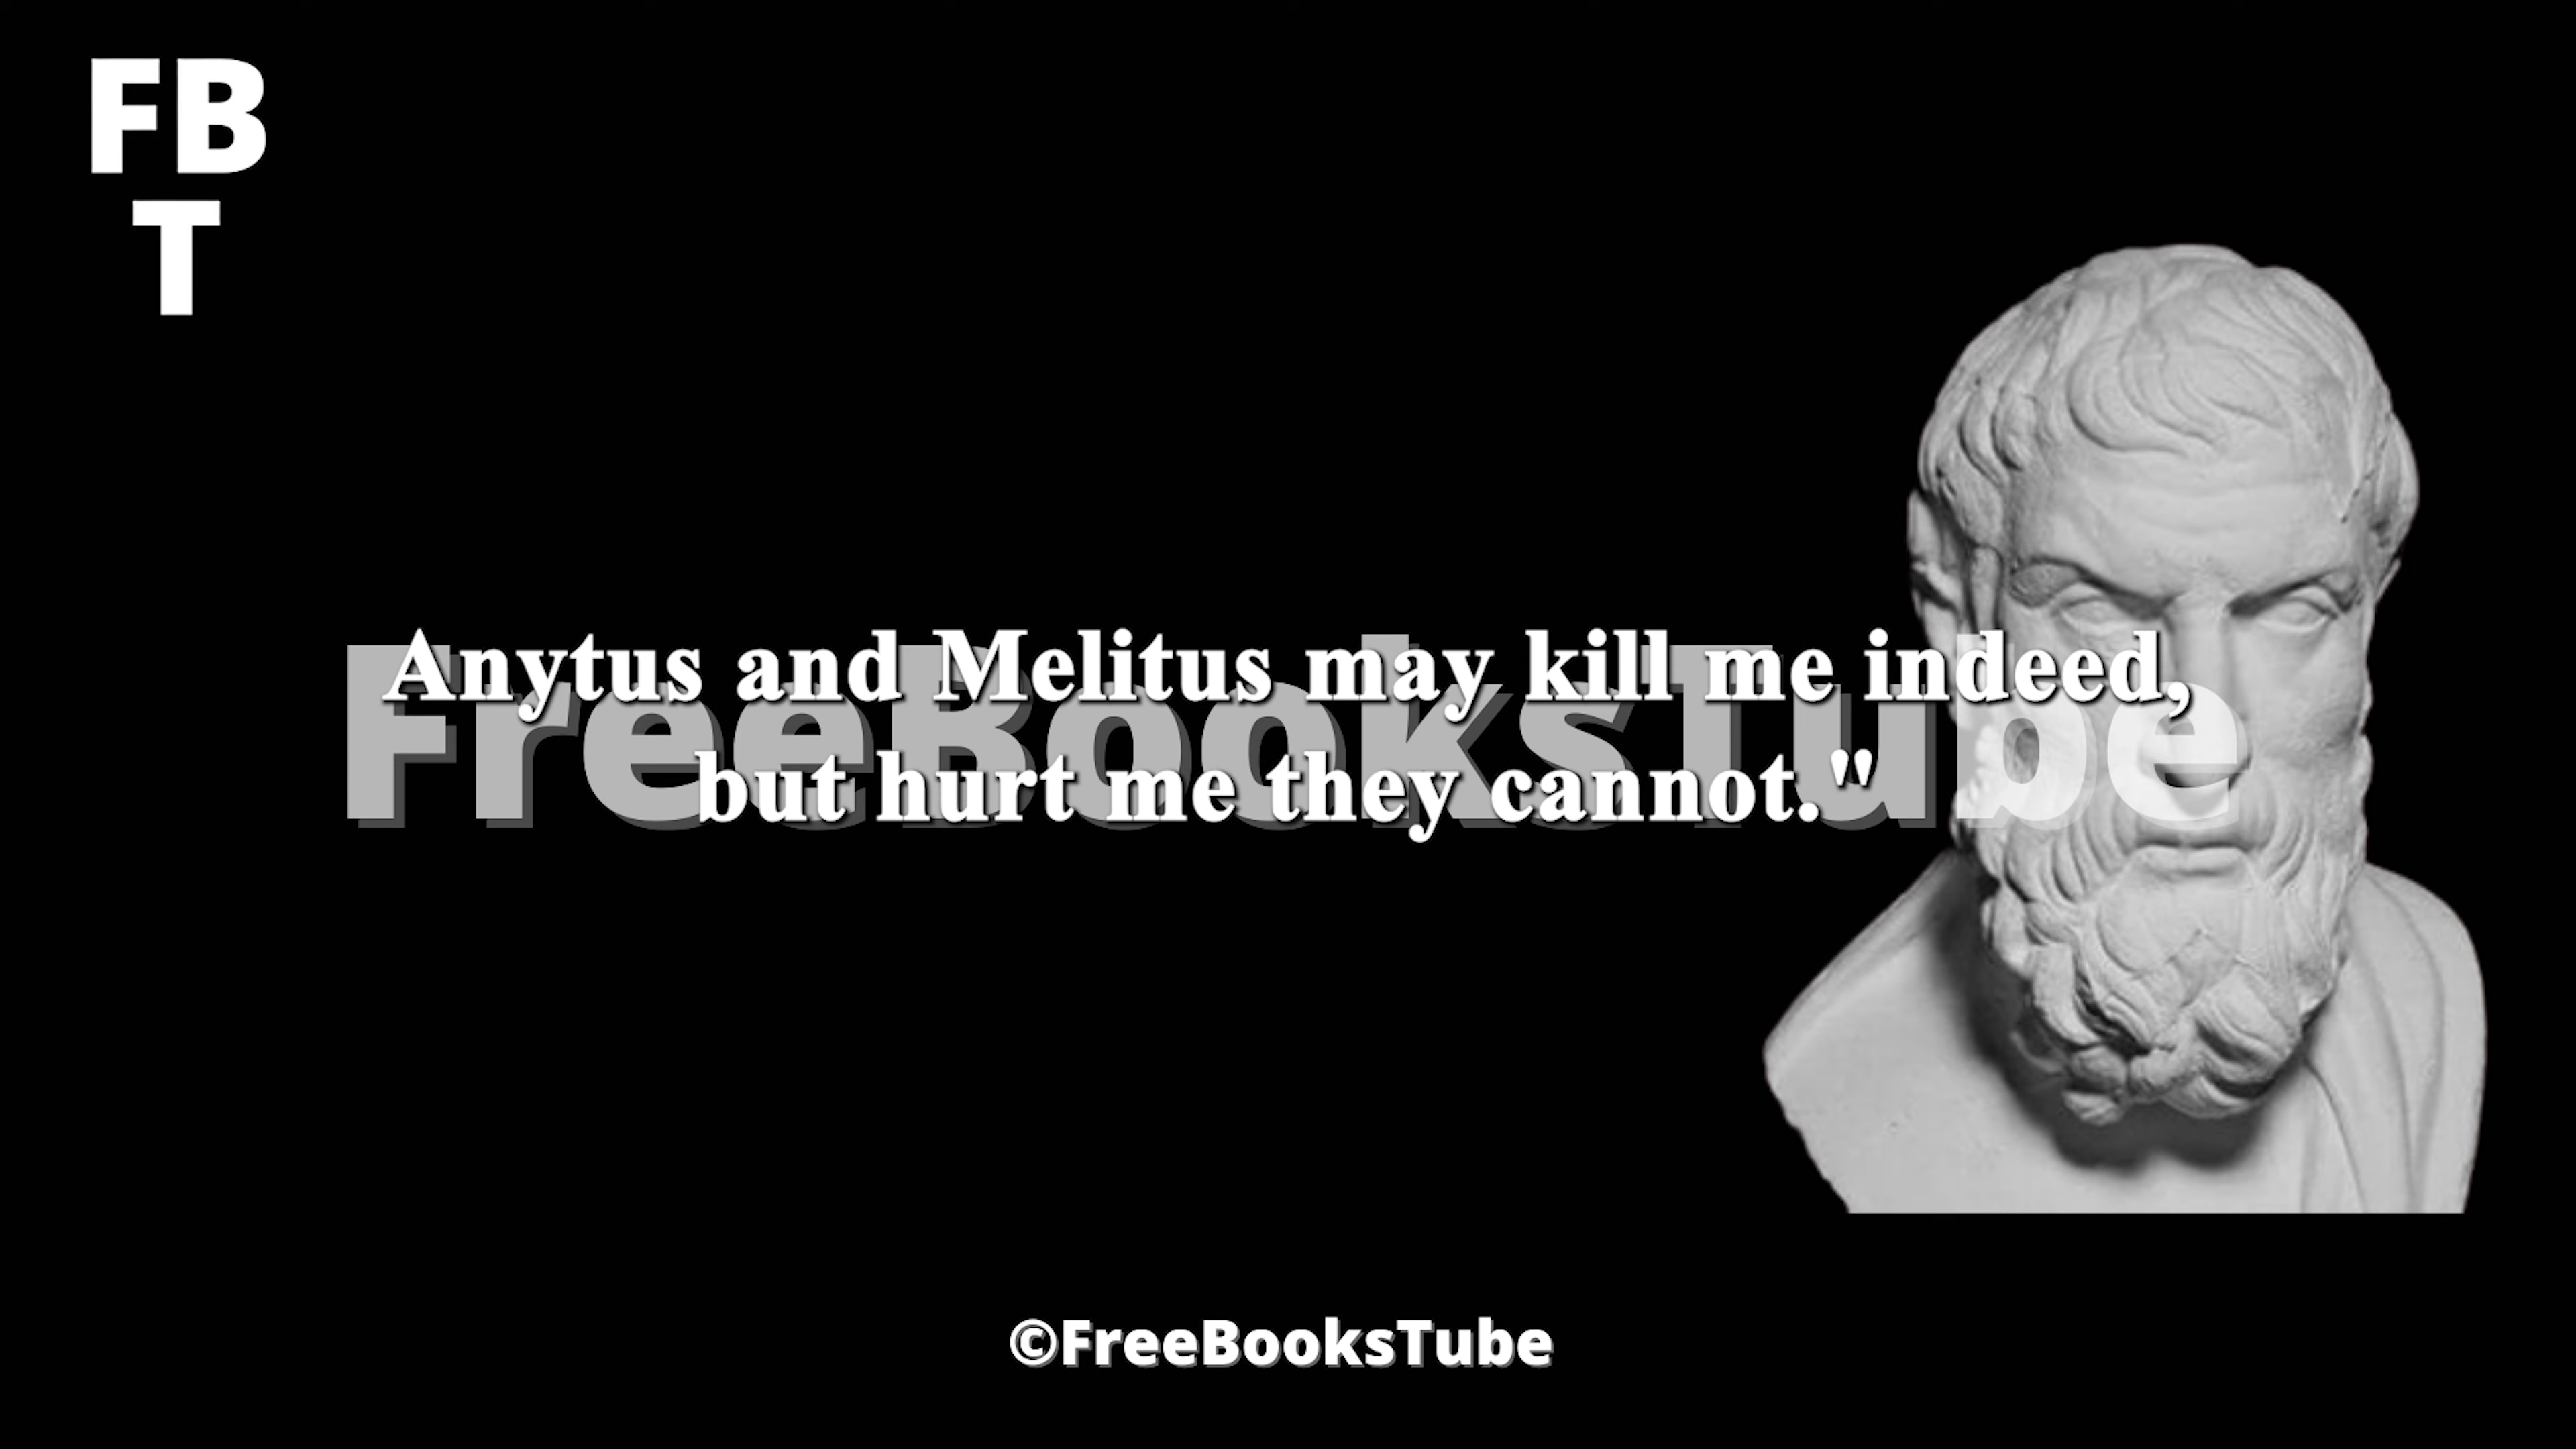 FB
T
Anytus and Melitus may kill me indeed,
FreeBooksTube
but hurt me they cannot."
©FreeBooksTube